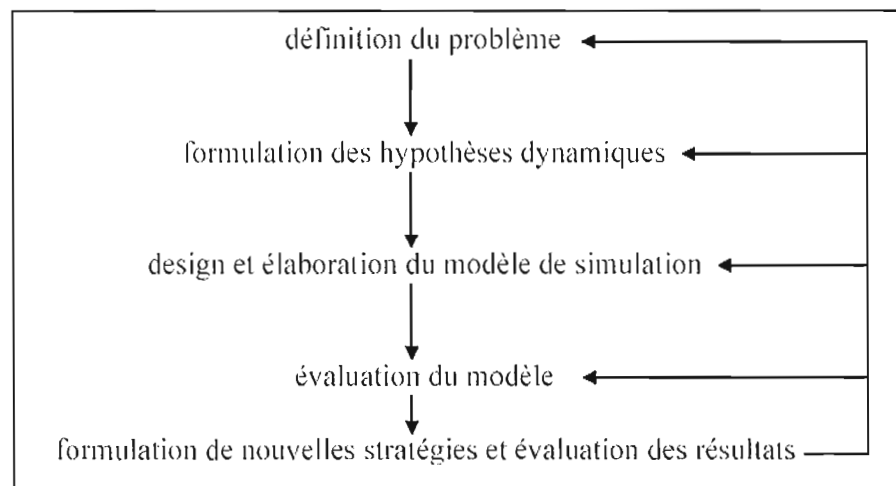 définition du problème
formulation des hypothèses dynamiques
design et élaboration du modèle de simulation
évaluation du modèle
formulation de nouvelles stratégies et évaluation des résultats